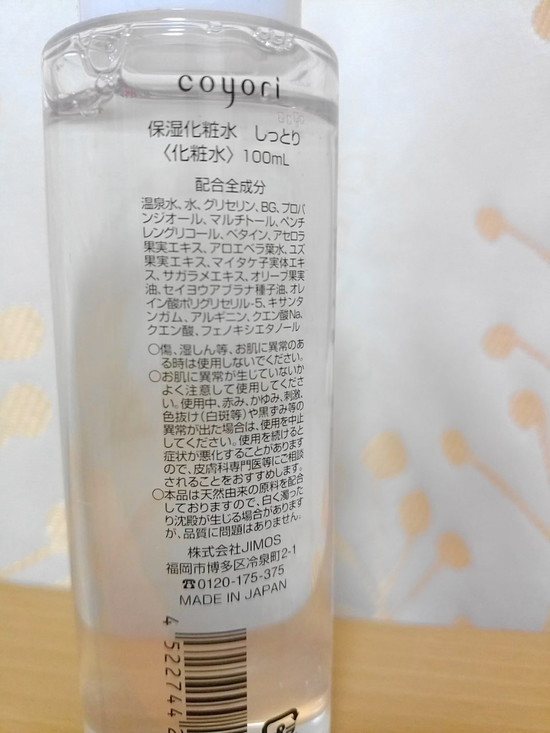 coyori
保湿化粧水 しっとり
〈化粧水〉100mL
配合全成分
温泉水、水、グリセリン、BG、プロパ
ンジオール、マルチトール、ペンチ
レングリコール、ベタイン、アセロラ
果実エキス、アロエベラ葉水、ユズ
果実エキス、マイタケ子実体エキ
ス、サガラメエキス、オリーブ果実
油、セイヨウアブラナ種子油、オレ
イン酸ポリグリセリル-5、キサンタ
ンガム、アルギニン、クエン酸Na、
クエン酸、フェノキシエタノール
○傷、湿しん等、お肌に異常のあ
る時は使用しないでください。
○お肌に異常が生じていないか
よく注意して使用してくださ
い。使用中、赤み、かゆみ、刺激、
色抜け(白斑等)や黒ずみ等の
異常が出た場合は、使用を中止
してください。使用を続けると
症状が悪化することがあります
ので、皮膚科専門医等にご相談
されることをおすすめします。
○本品は天然由来の原料を配合
しておりますので、白く濁った
り沈殿が生じる場合があります
が、品質に問題はありません。
株式会社JIMOS
福岡市博多区冷泉町2-1
☎0120-175-375
MADE IN JAPAN
4 522744 2